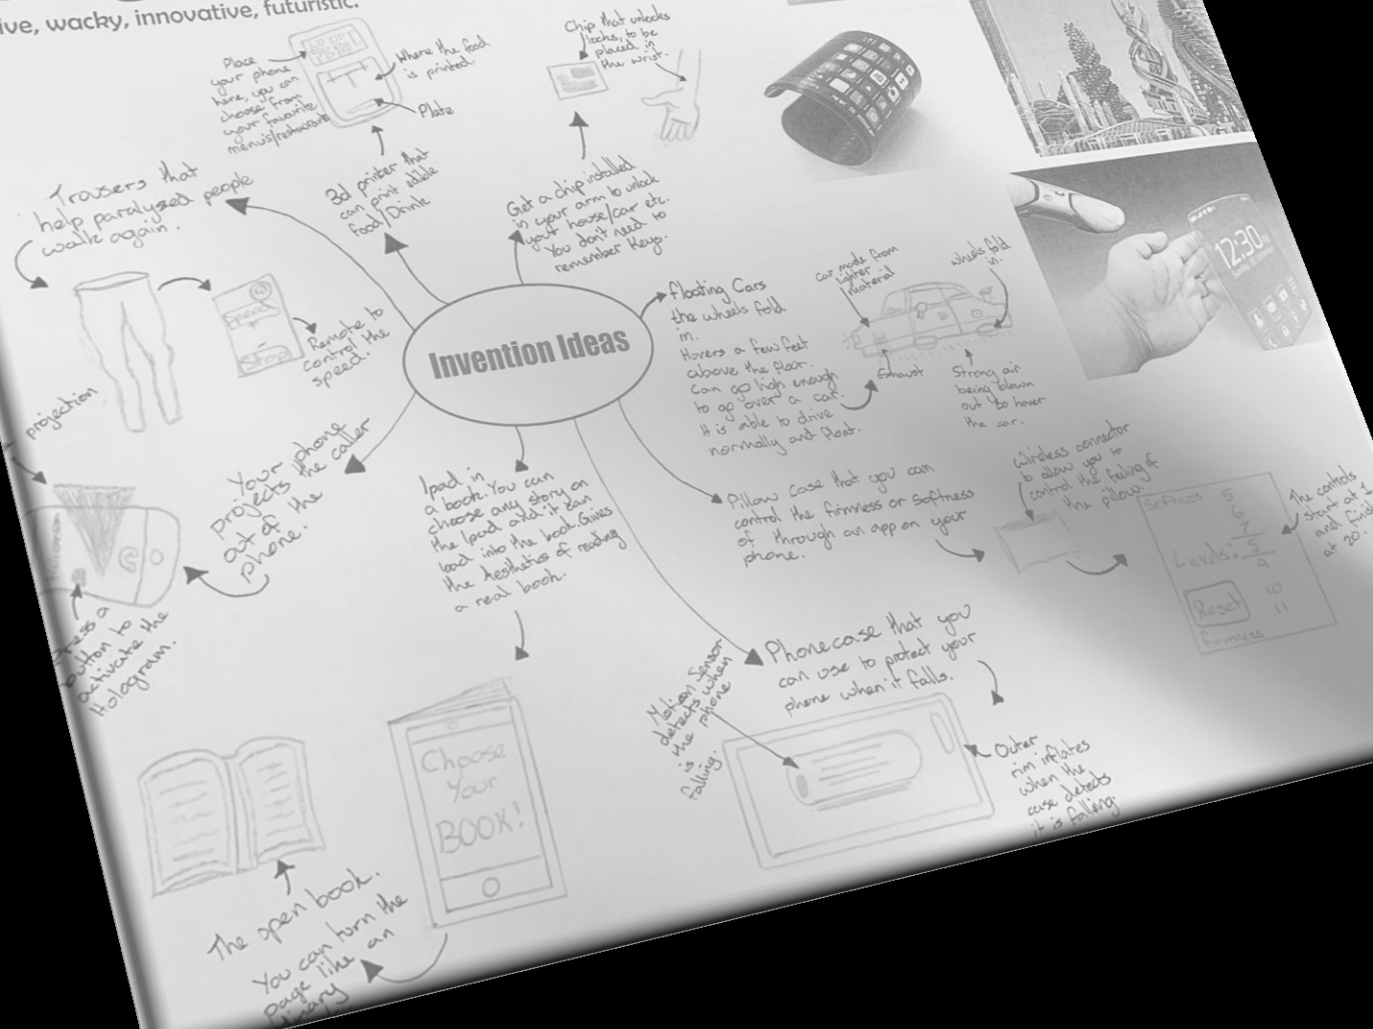 ive, wacky, innovative, futuristic.
Place
your phone
here, you can
choose from
your favourite
menus/restaurants
Where the food
is printed.
Plate
3d printer that
can print edible
food/Drink
Chip that unlocks
locks, to be
placed in
the wrist.
Get a chip installed
in your arm to unlock
your house/car etc.
You don't need to
remember Keys.
Trousers that
help paralysed people
walk again.
Speed
+
-
Stop
Remote to
control the
speed.
Invention Ideas
floating Cars
the wheels fold
in.
Hovers a few feet
above the floor.
can go high enough
to go over a car.
It is able to drive
normally and float.
car made from
lighter
material
wheels fold
in.
Exhaust
Strong air
being blown
out to hover
the car.
12:30
projection
Your phone
projects the caller
out of the
phone.
Press a
button to
activate the
Hologram.
Ipad in
a book. You can
choose any story on
the Ipad and it can
load into the book. Gives
the Aesthetics of reading
a real book.
Pillow case that you can
control the firmness or softness
of through an app on your
phone.
Wireless connector
to allow you to
control the feeling of
the pillow.
Softness 5
6
7
Levels: 8
9
10
Reset 11
firmness
The controls
start at 1
and finish
at 20.
Phonecase that you
can use to protect your
phone when it falls.
Motion Sensor
detects when
the phone
is
falling.
Outer
rim inflates
when the
case detects
it is falling.
Choose
Your
BOOK!
The open book.
You can turn the
page like an